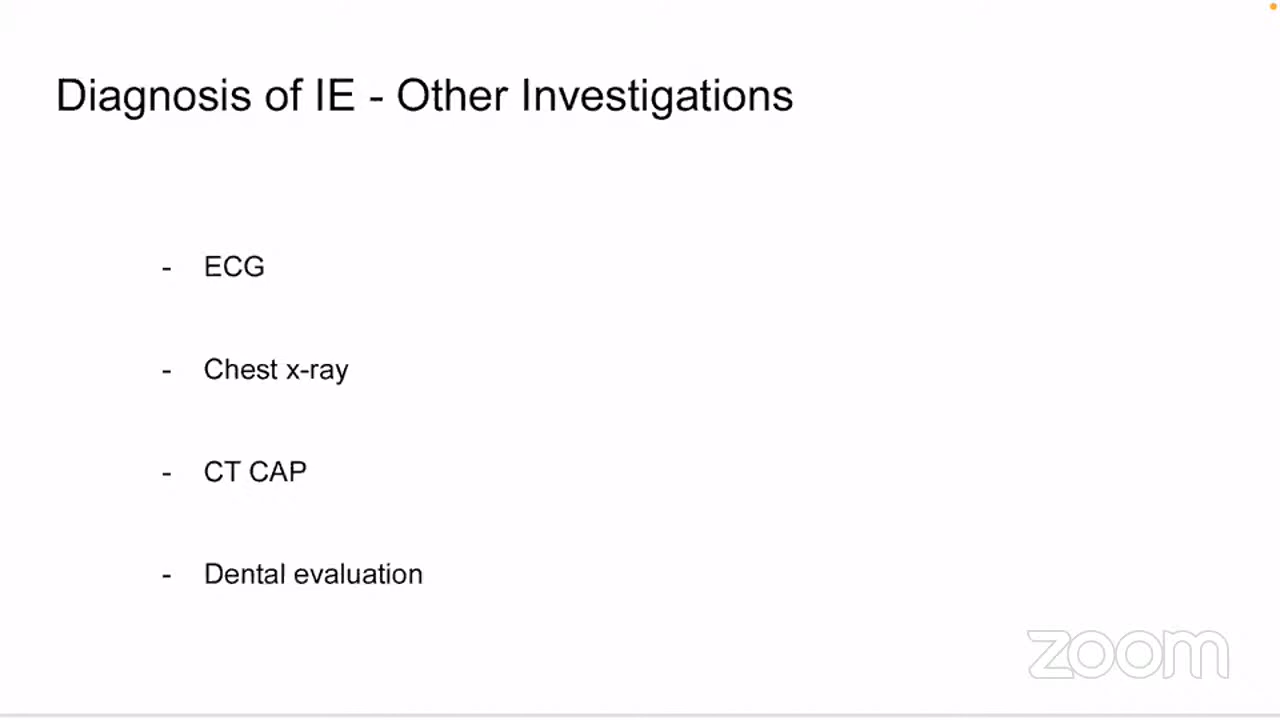 Diagnosis of IE - Other Investigations
- ECG
- Chest x-ray
- CT CAP
- Dental evaluation
zoom